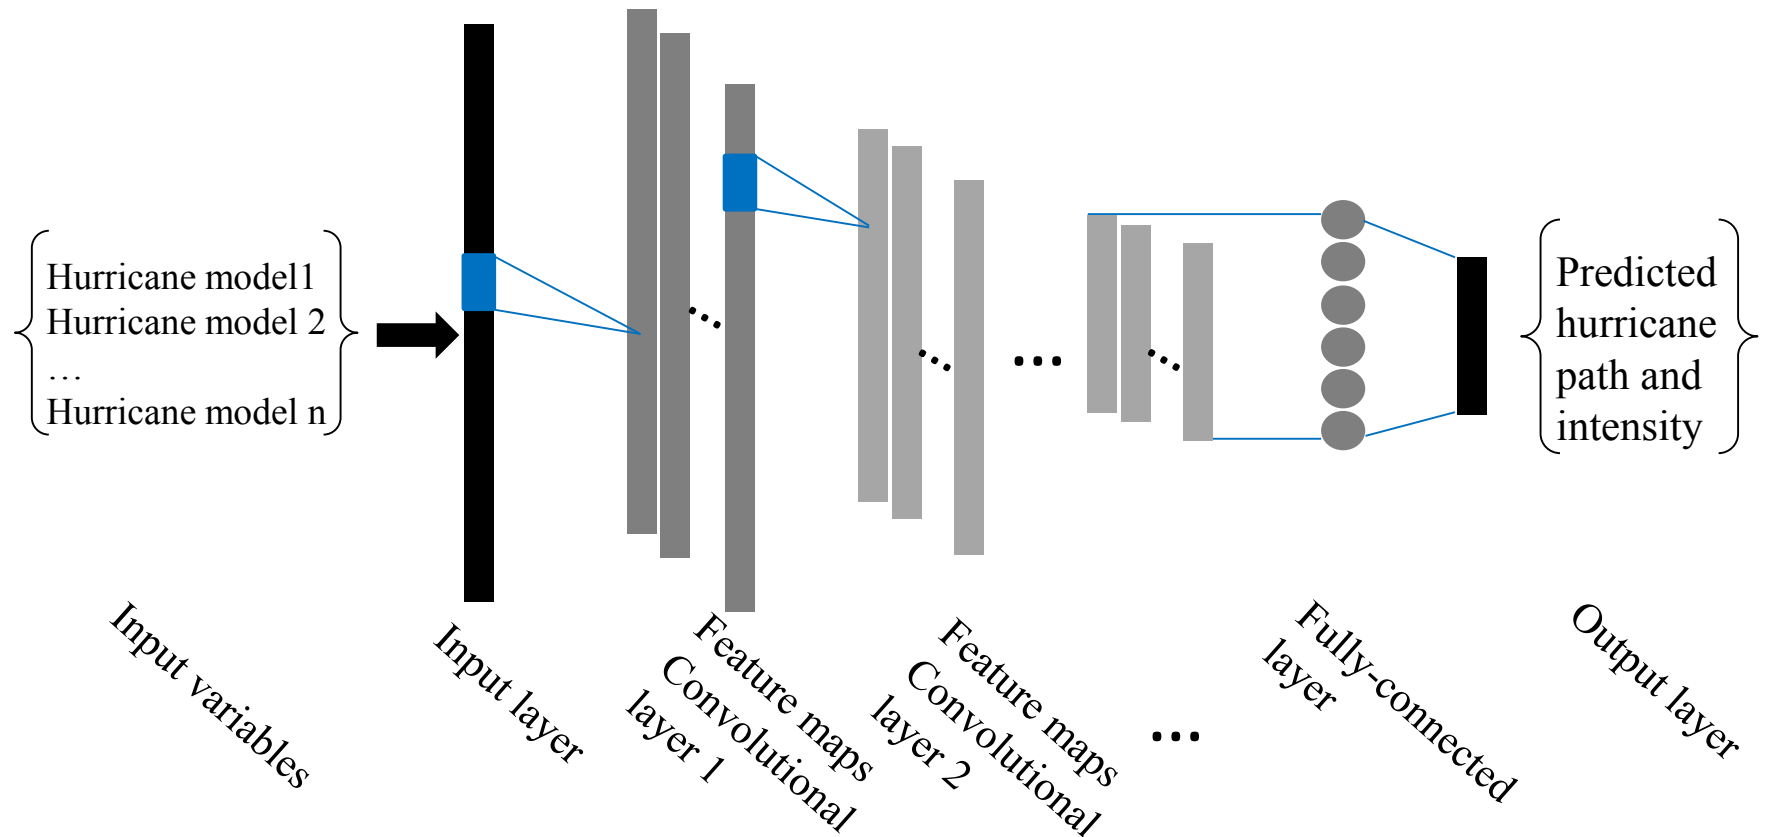 Hurricane model1
Hurricane model 2
...
Hurricane model n
Predicted
hurricane
path and
intensity
...
Input variables
Input layer
Feature maps
Convolutional
layer 1
Feature maps
Convolutional
layer 2
...
Fully-connected
layer
Output layer